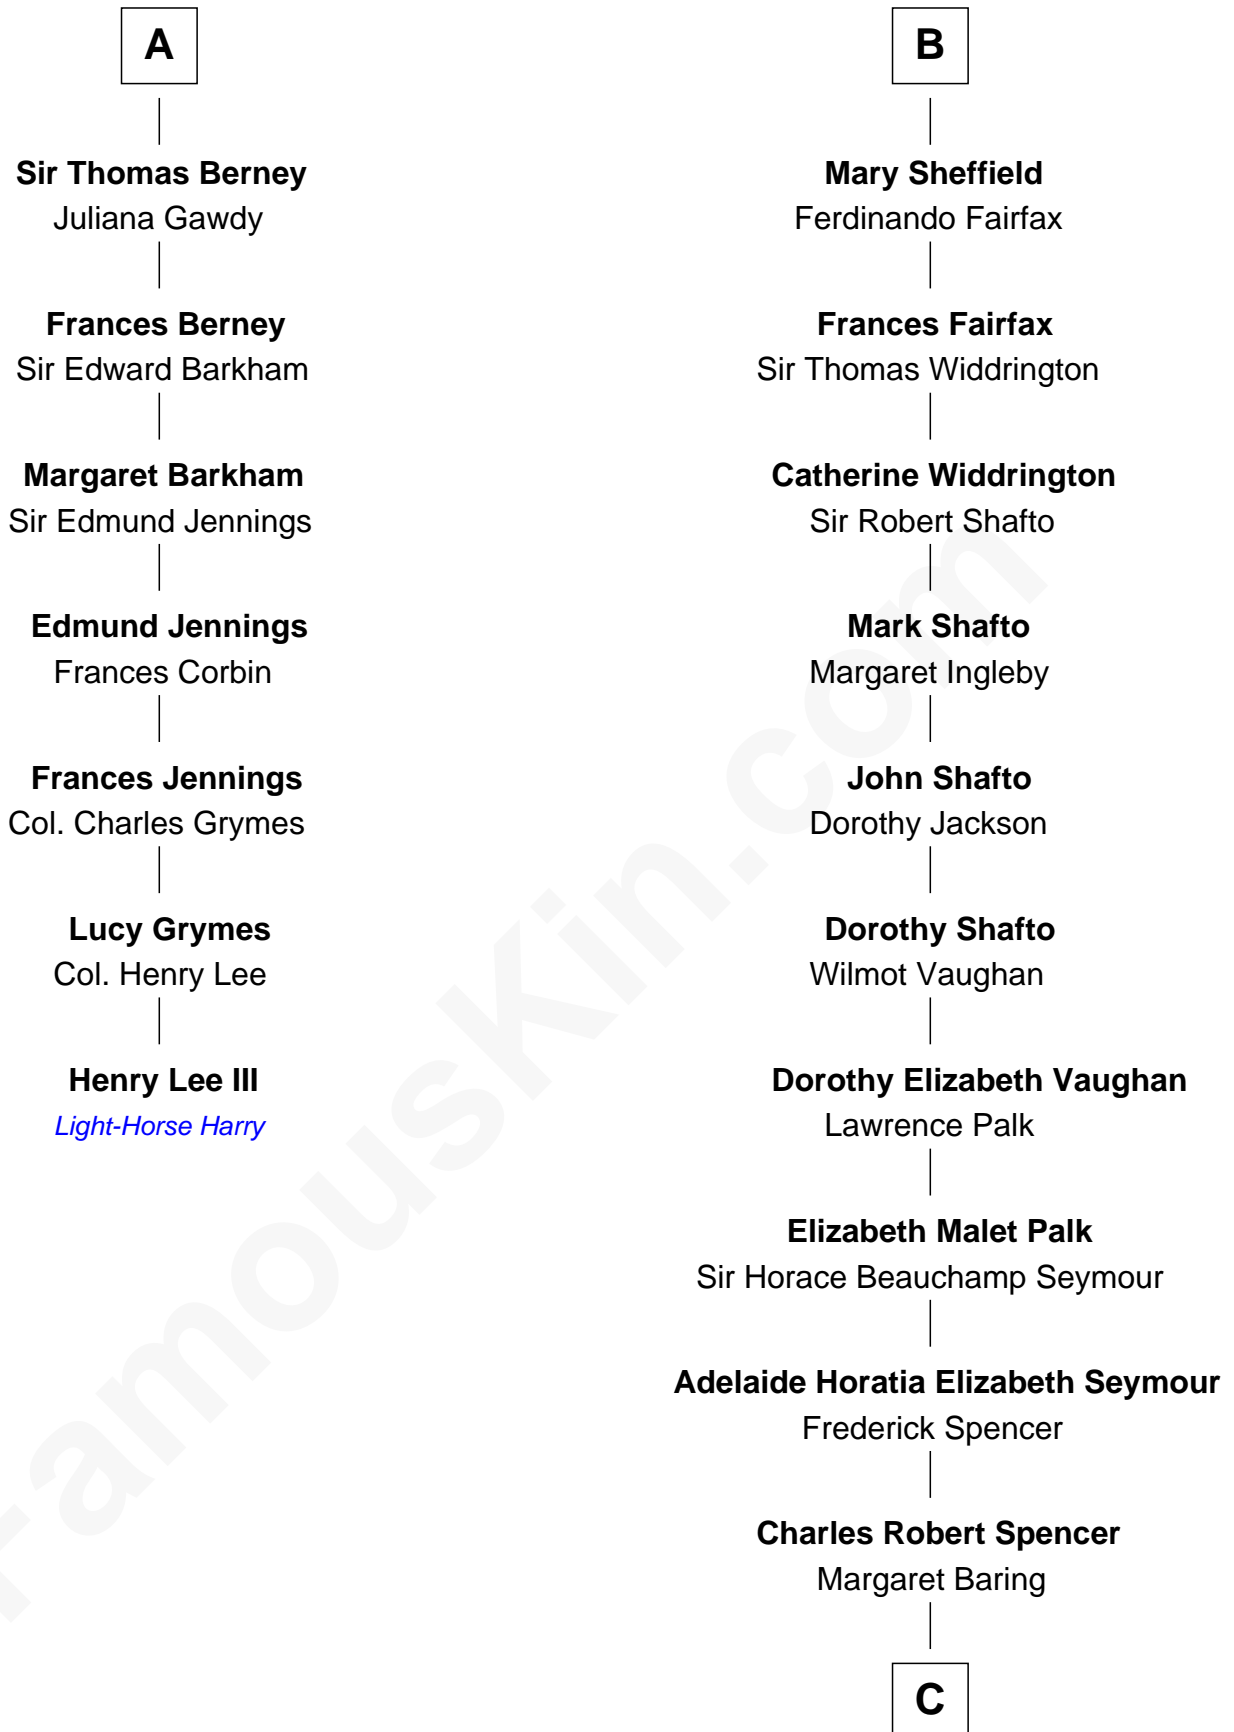 A
Sir Thomas Berney
Juliana Gawdy
Frances Berney
Sir Edward Barkham
Margaret Barkham
Sir Edmund Jennings
Edmund Jennings
Frances Corbin
Frances Jennings
Col. Charles Grymes
Lucy Grymes
Col. Henry Lee
Henry Lee III
Light-Horse Harry
B
Mary Sheffield
Ferdinando Fairfax
Frances Fairfax
Sir Thomas Widdrington
Catherine Widdrington
Sir Robert Shafto
Mark Shafto
Margaret Ingleby
John Shafto
Dorothy Jackson
Dorothy Shafto
Wilmot Vaughan
Dorothy Elizabeth Vaughan
Lawrence Palk
Elizabeth Malet Palk
Sir Horace Beauchamp Seymour
Adelaide Horatia Elizabeth Seymour
Frederick Spencer
Charles Robert Spencer
Margaret Baring
C
FamousKin.com